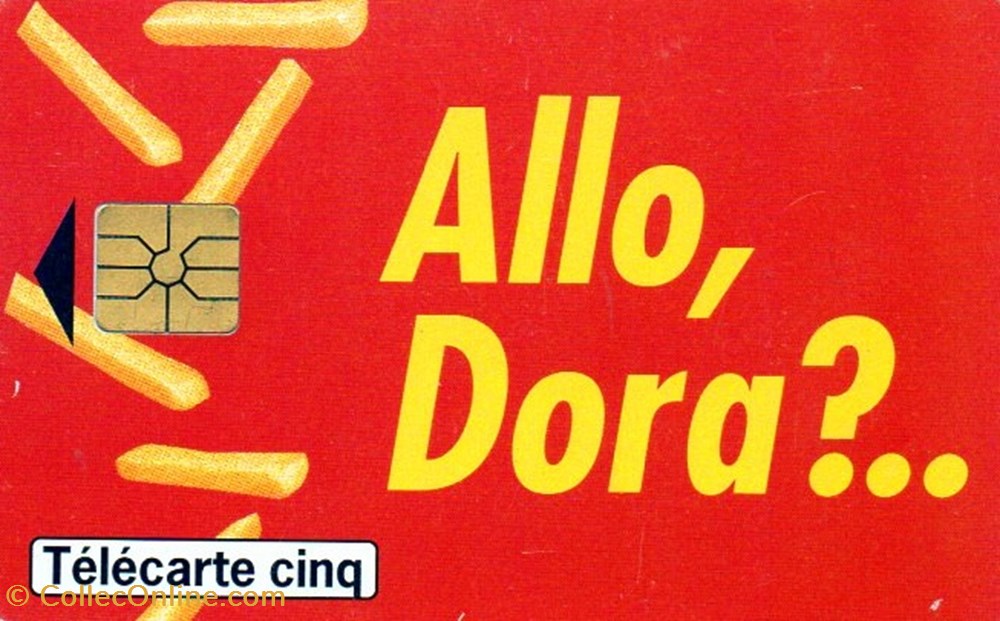 Allo,
Dora?...
Télécarte cinq
© CollecOnline.com